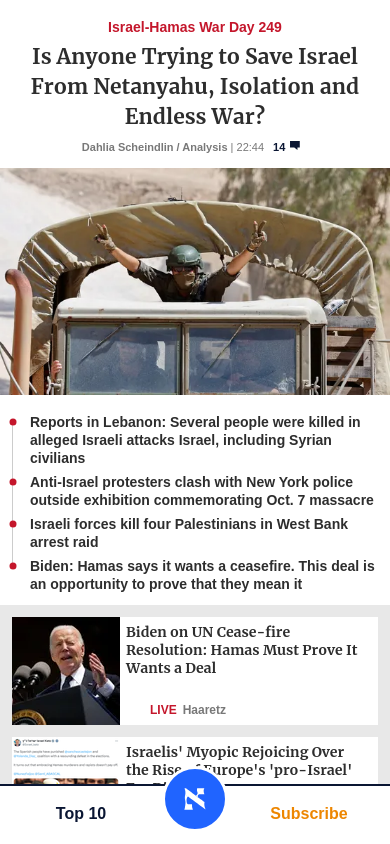 Israel-Hamas War Day 249
Is Anyone Trying to Save Israel
From Netanyahu, Isolation and
Endless War?
Dahlia Scheindlin / Analysis | 22:44 14
Reports in Lebanon: Several people were killed in
alleged Israeli attacks Israel, including Syrian
civilians
Anti-Israel protesters clash with New York police
outside exhibition commemorating Oct. 7 massacre
Israeli forces kill four Palestinians in West Bank
arrest raid
Biden: Hamas says it wants a ceasefire. This deal is
an opportunity to prove that they mean it
Biden on UN Cease-fire
Resolution: Hamas Must Prove It
Wants a Deal
LIVE Haaretz
Israelis' Myopic Rejoicing Over
the Rise of Europe's 'pro-Israel'
Top 10
Subscribe